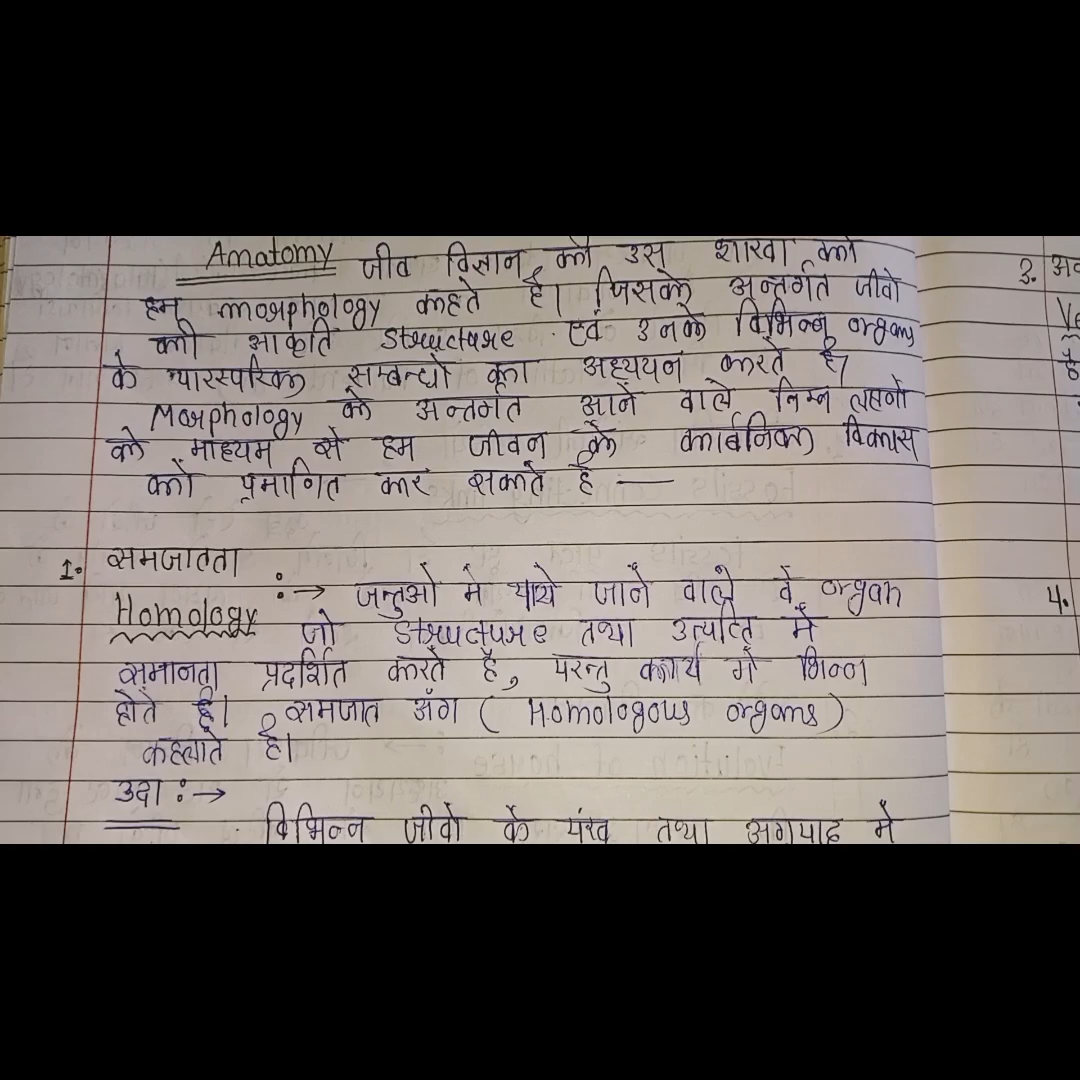 Anatomy जीव विज्ञान की उस शाखा को
हम morphology कहते है। जिसके अन्तर्गत जीवो
की आकृति structure एवं उनके विभिन्न organs
के पारस्परिक सम्बन्धो का अध्ययन करते है।
Morphology के अन्तर्गत आने वाले निम्न लक्षणों
के माध्यम से हम जीवन के कार्बनिक विकास
को प्रमाणित कर सकते है —
1. समजातता
Homology :→ जन्तुओ मे पाये जाने वाले वे organ
जो structure तथा उत्पत्ति में
समानता प्रदर्शित करते है, परन्तु कार्य मे भिन्न
होते है। समजात अंग ( Homologous organs )
कहलाते है।
उदा :→
विभिन्न जीवो के पंख तथा अग्रपाद मे
3.
4.